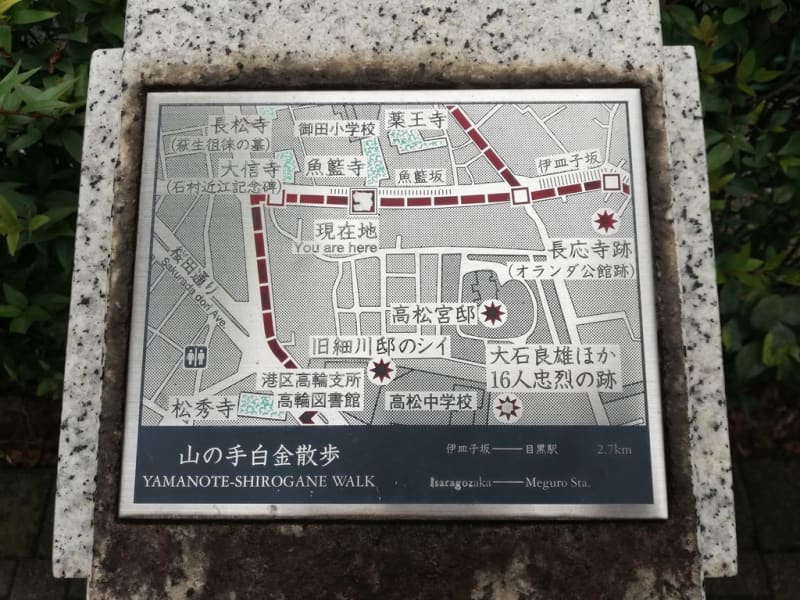 長松寺
(荻生徂徠の墓)
御田小学校
薬王寺
大信寺
(石村近江記念碑)
魚籃寺
魚籃坂
伊皿子坂
現在地
You are here
長応寺跡
(オランダ公館跡)
桜田通り
Sakurada dori Ave.
高松宮邸
旧細川邸のシイ
大石良雄ほか
16人忠烈の跡
港区高輪支所
高輪図書館
高松中学校
松秀寺
山の手白金散歩
伊皿子坂——目黒駅 2.7km
YAMANOTE-SHIROGANE WALK
Isaragozaka——Meguro Sta.